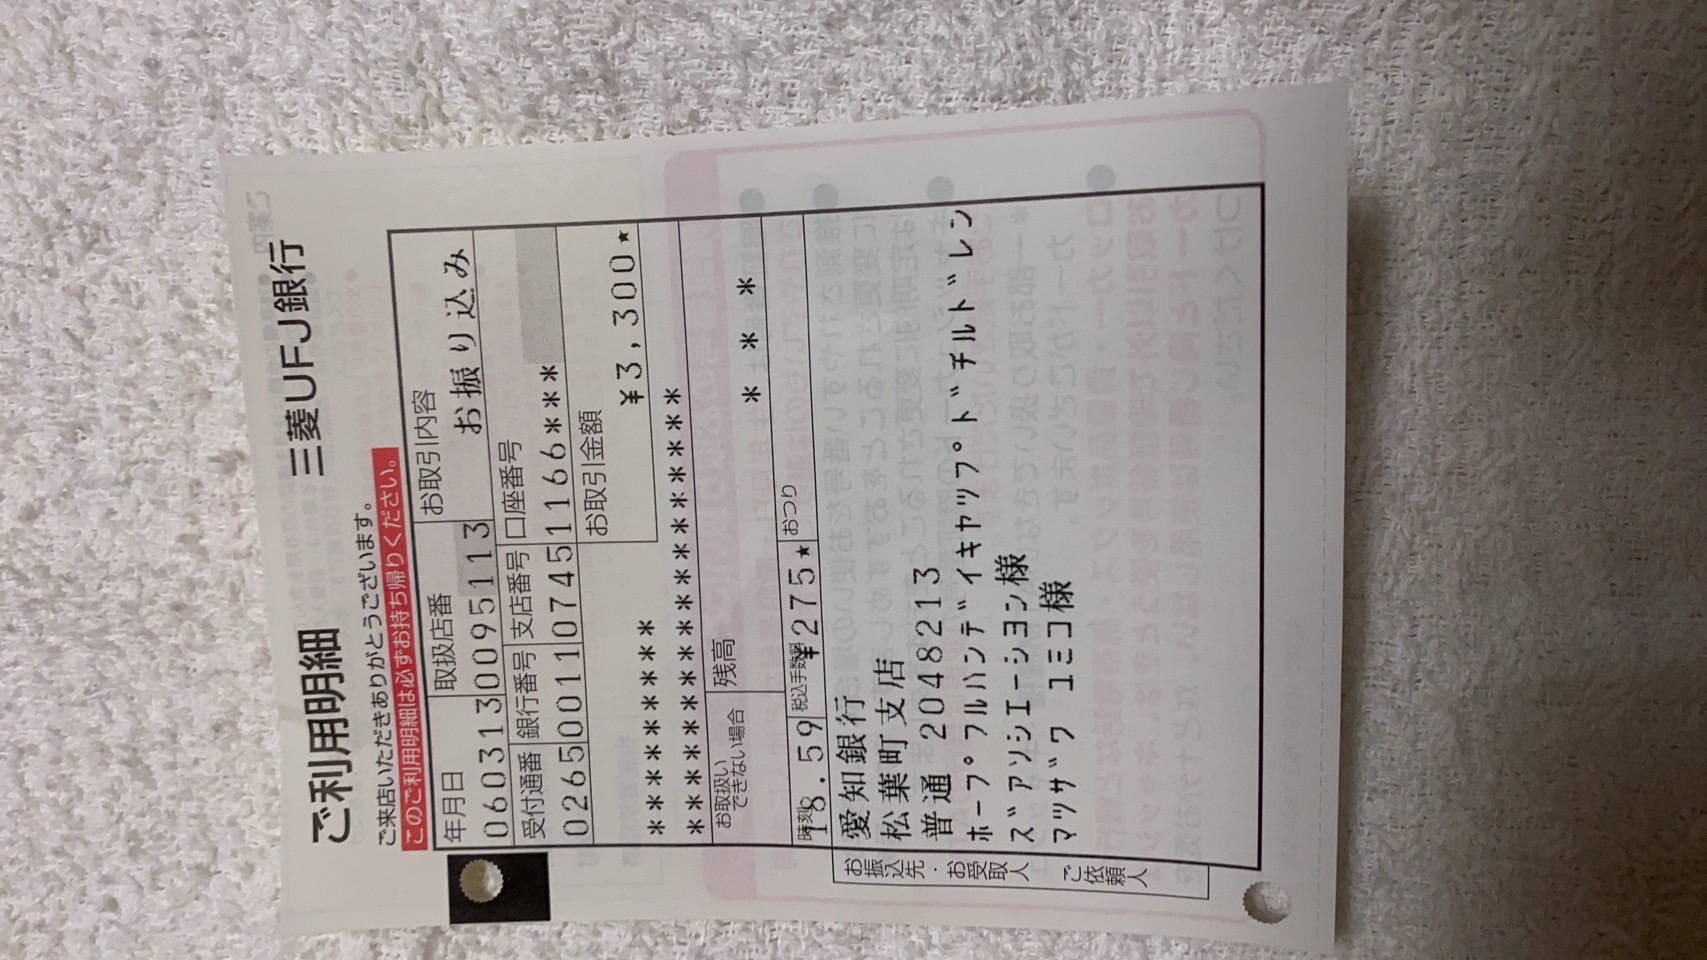 ご利用明細 三菱UFJ銀行
ご来店いただきありがとうございます。
このご利用明細は必ずお持ち帰りください。
年月日 取扱店番 お取引内容
060313 0095113 お振り込み
受付通番 銀行番号 支店番号 口座番号
0265 0011 0745 1166***
お取引金額
********** ¥3,300★
*********************
お取扱いできない場合 残高
* * *
時刻 税込手数料 おつり
18.59 ¥275★
お振込先・お受取人
愛知銀行
松葉町支店
普通 2048213
ホープフルハンディキャップドチルドレン
ズアソシエーション様
ご依頼人
マツザワ ユミコ様